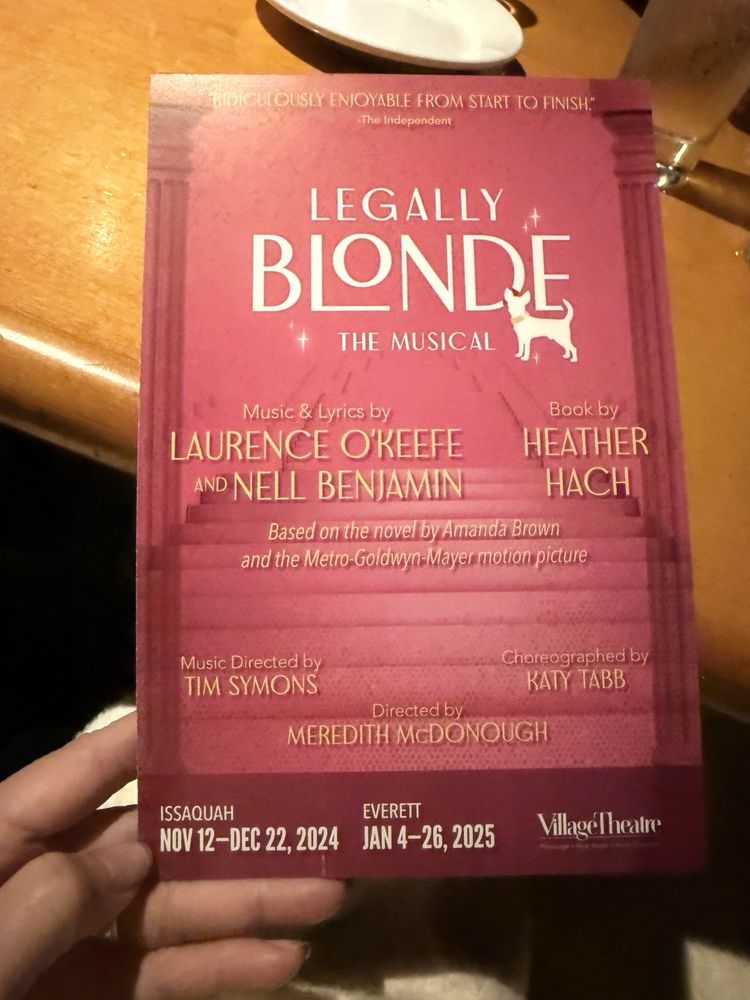 "RIDICULOUSLY ENJOYABLE FROM START TO FINISH."
-The Independent
LEGALLY
BLONDE
THE MUSICAL
Music & Lyrics by
LAURENCE O'KEEFE
AND NELL BENJAMIN
Book by
HEATHER
HACH
Based on the novel by Amanda Brown
and the Metro-Goldwyn-Mayer motion picture
Music Directed by
TIM SYMONS
Choreographed by
KATY TABB
Directed by
MEREDITH McDONOUGH
ISSAQUAH
NOV 12–DEC 22, 2024
EVERETT
JAN 4–26, 2025
VillageTheatre